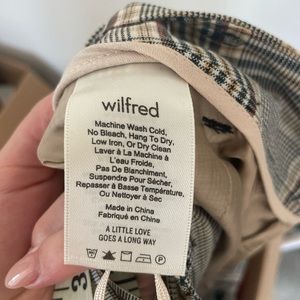 wilfred
Machine Wash Cold,
No Bleach, Hang To Dry,
Low Iron, Or Dry Clean
Laver À La Machine À
L'Eau Froide,
Pas De Blanchiment,
Suspendre Pour Sécher,
Repasser À Basse Température,
Ou Nettoyer À Sec
Made in China
Fabriqué en China
A LITTLE LOVE
GOES A LONG WAY